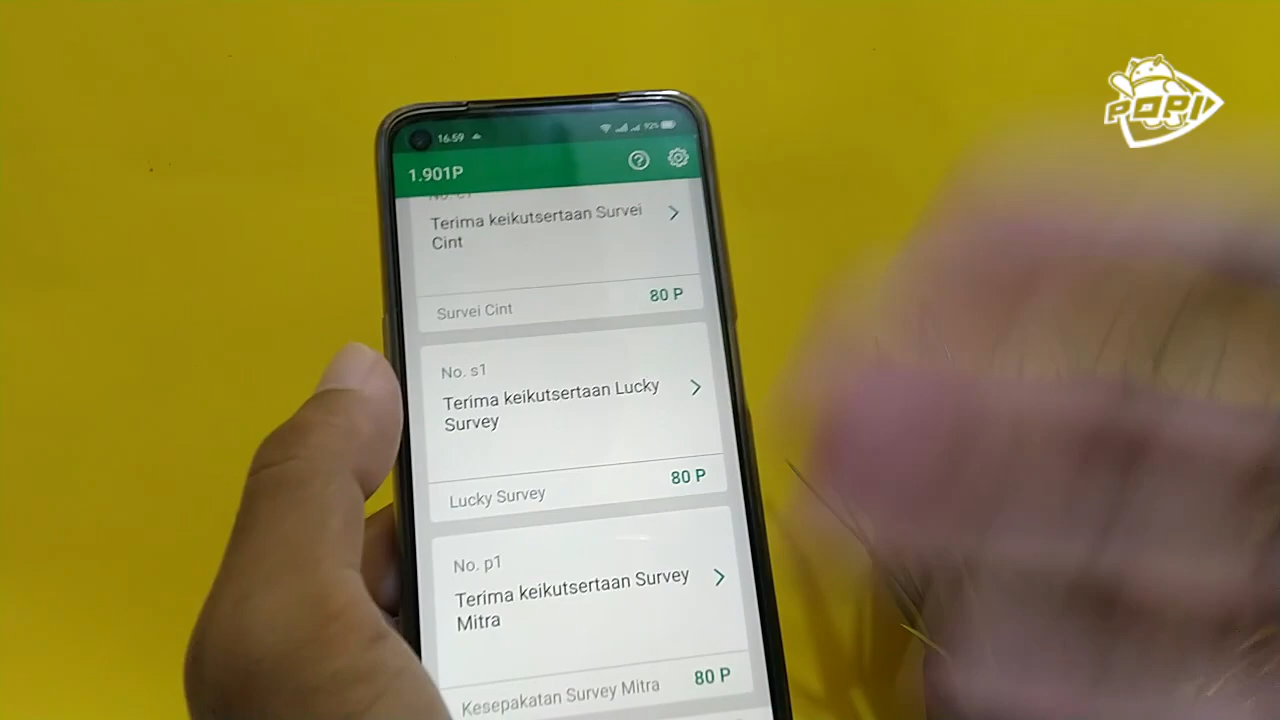 POPI
16.59
92%
1.901P
Terima keikutsertaan Survei
Cint
Survei Cint
80 P
No. s1
Terima keikutsertaan Lucky
Survey
Lucky Survey
80 P
No. p1
Terima keikutsertaan Survey
Mitra
Kesepakatan Survey Mitra
80 P